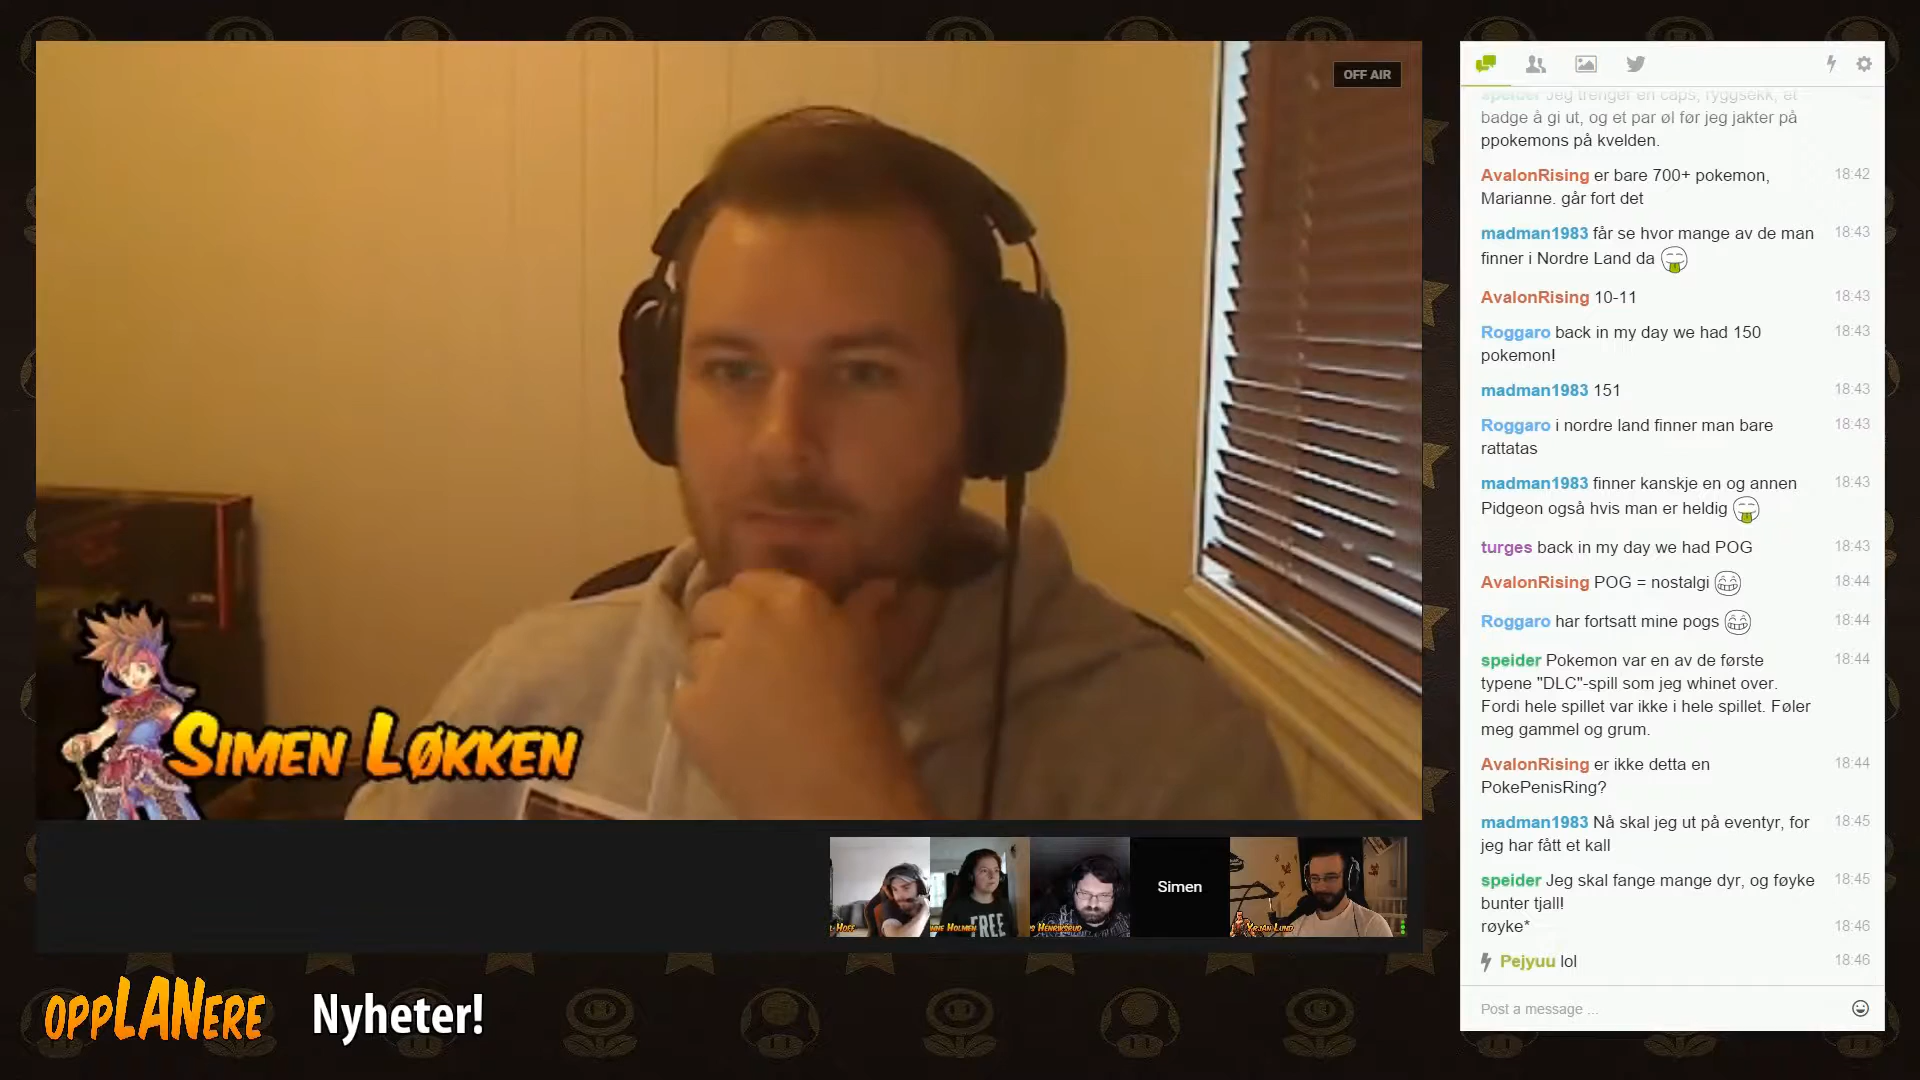 OFF AIR
SIMEN LØKKEN
HOFF
NNE HOLMEN
FREE
S HENRIKSRUD
Simen
YRJAN LUND
OPPLANERE
Nyheter!
speider Jeg trenger en caps, ryggsekk, et
badge å gi ut, og et par øl før jeg jakter på
ppokemons på kvelden.
AvalonRising er bare 700+ pokemon, 18:42
Marianne. går fort det
madman1983 får se hvor mange av de man 18:43
finner i Nordre Land da
AvalonRising 10-11 18:43
Roggaro back in my day we had 150 18:43
pokemon!
madman1983 151 18:43
Roggaro i nordre land finner man bare 18:43
rattatas
madman1983 finner kanskje en og annen 18:43
Pidgeon også hvis man er heldig
turges back in my day we had POG 18:43
AvalonRising POG = nostalgi 18:44
Roggaro har fortsatt mine pogs 18:44
speider Pokemon var en av de første 18:44
typene "DLC"-spill som jeg whinet over.
Fordi hele spillet var ikke i hele spillet. Føler
meg gammel og grum.
AvalonRising er ikke detta en 18:44
PokePenisRing?
madman1983 Nå skal jeg ut på eventyr, for 18:45
jeg har fått et kall
speider Jeg skal fange mange dyr, og føyke 18:45
bunter tjall!
røyke* 18:46
Pejyuu lol 18:46
Post a message ...